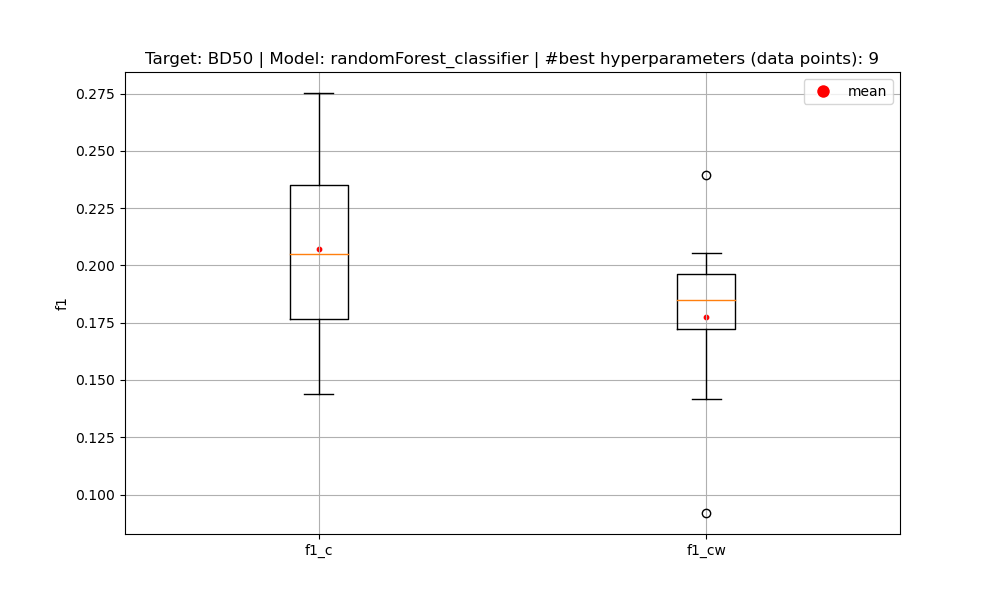 Target: BD50 | Model: randomForest_classifier | #best hyperparameters (data points): 9
mean
0.275
0.250
0.225
0.200
0.175
0.150
0.125
0.100
f1
f1_c
f1_cw